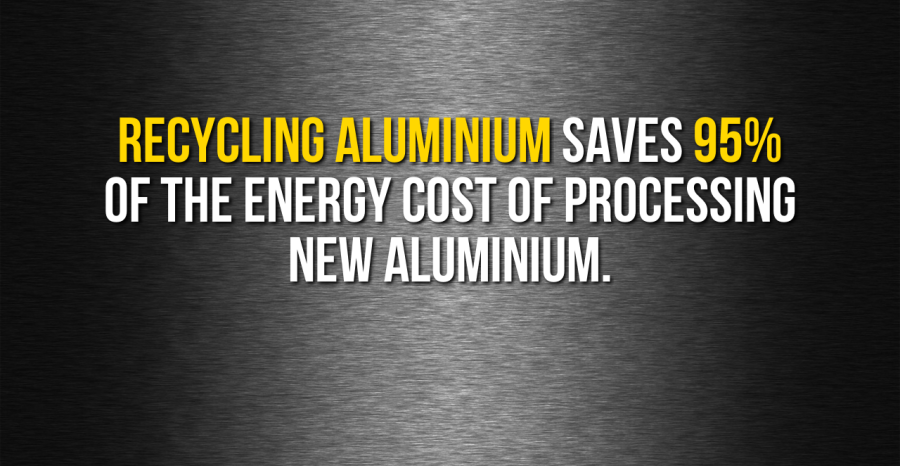 RECYCLING ALUMINIUM SAVES 95%
OF THE ENERGY COST OF PROCESSING
NEW ALUMINIUM.